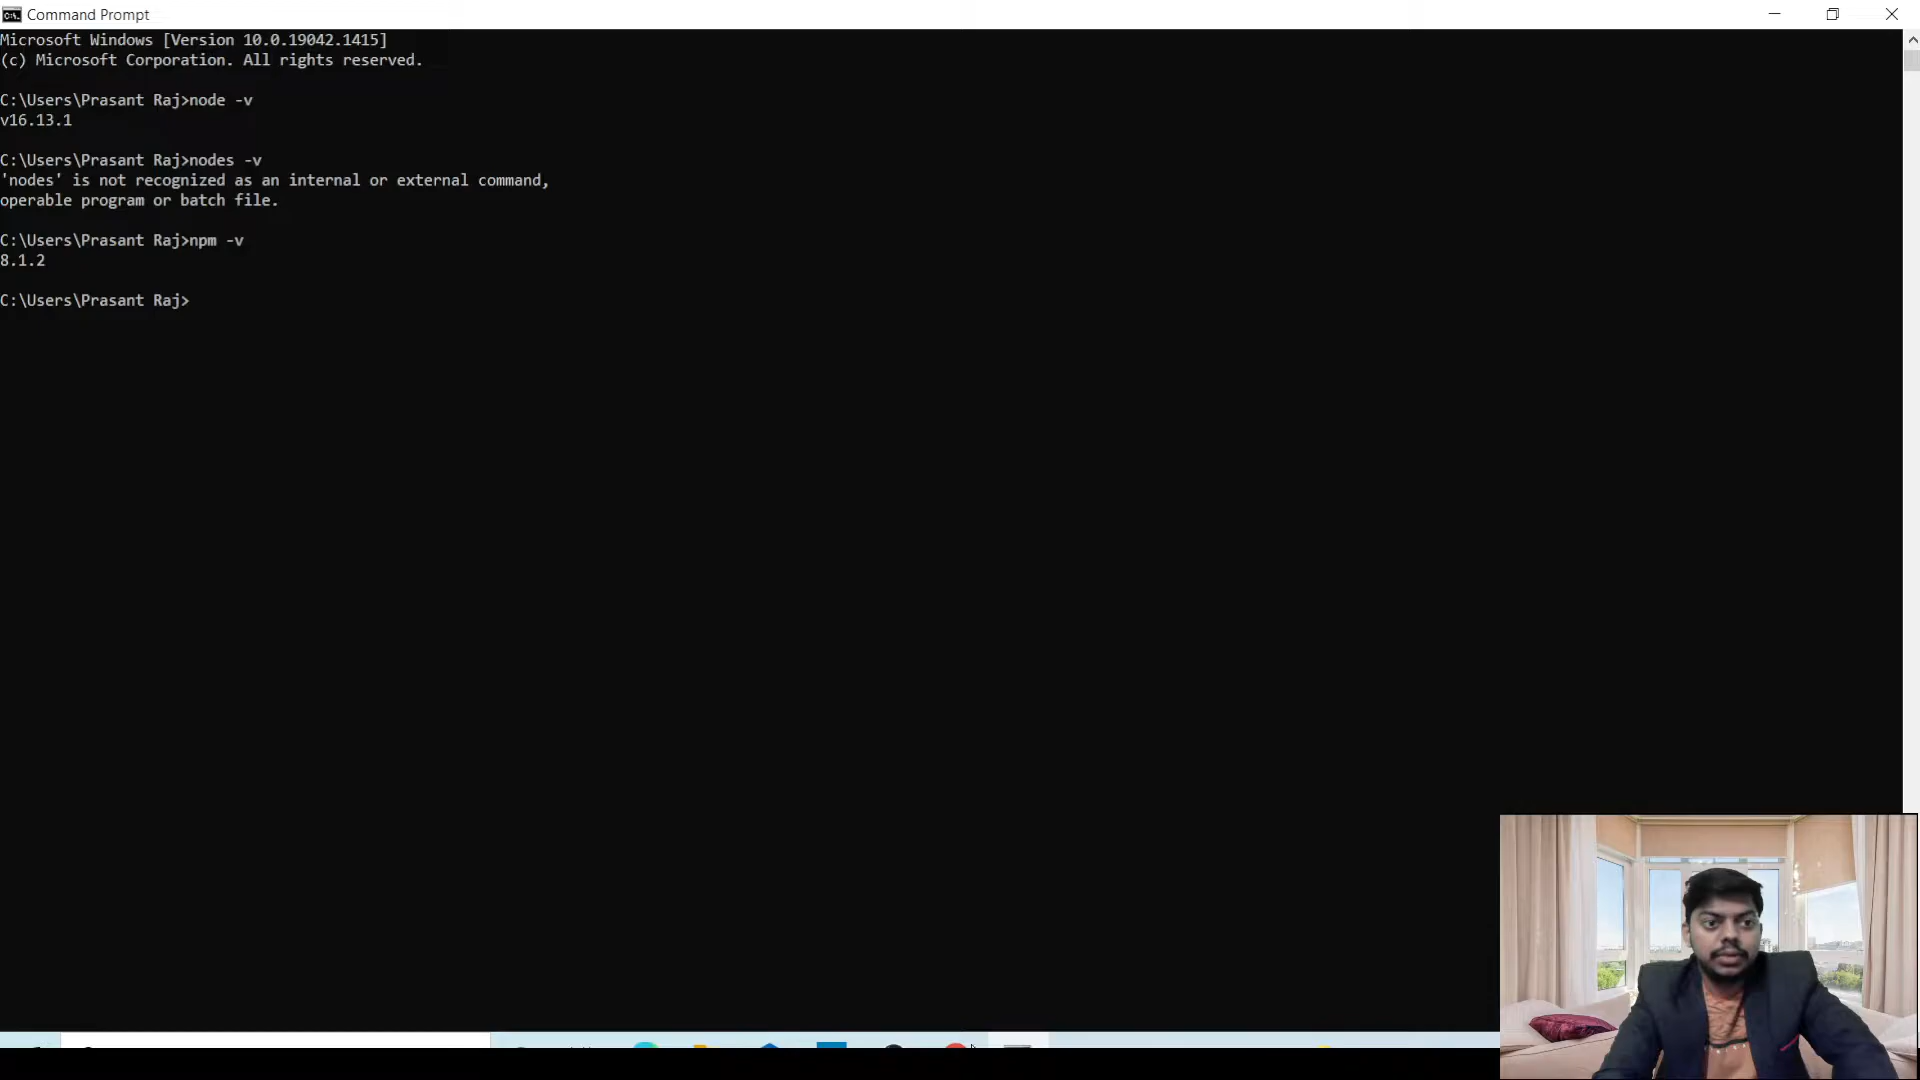 Command Prompt
Microsoft Windows [Version 10.0.19042.1415]
(c) Microsoft Corporation. All rights reserved.
C:\Users\Prasant Raj>node -v
v16.13.1
C:\Users\Prasant Raj>nodes -v
'nodes' is not recognized as an internal or external command,
operable program or batch file.
C:\Users\Prasant Raj>npm -v
8.1.2
C:\Users\Prasant Raj>